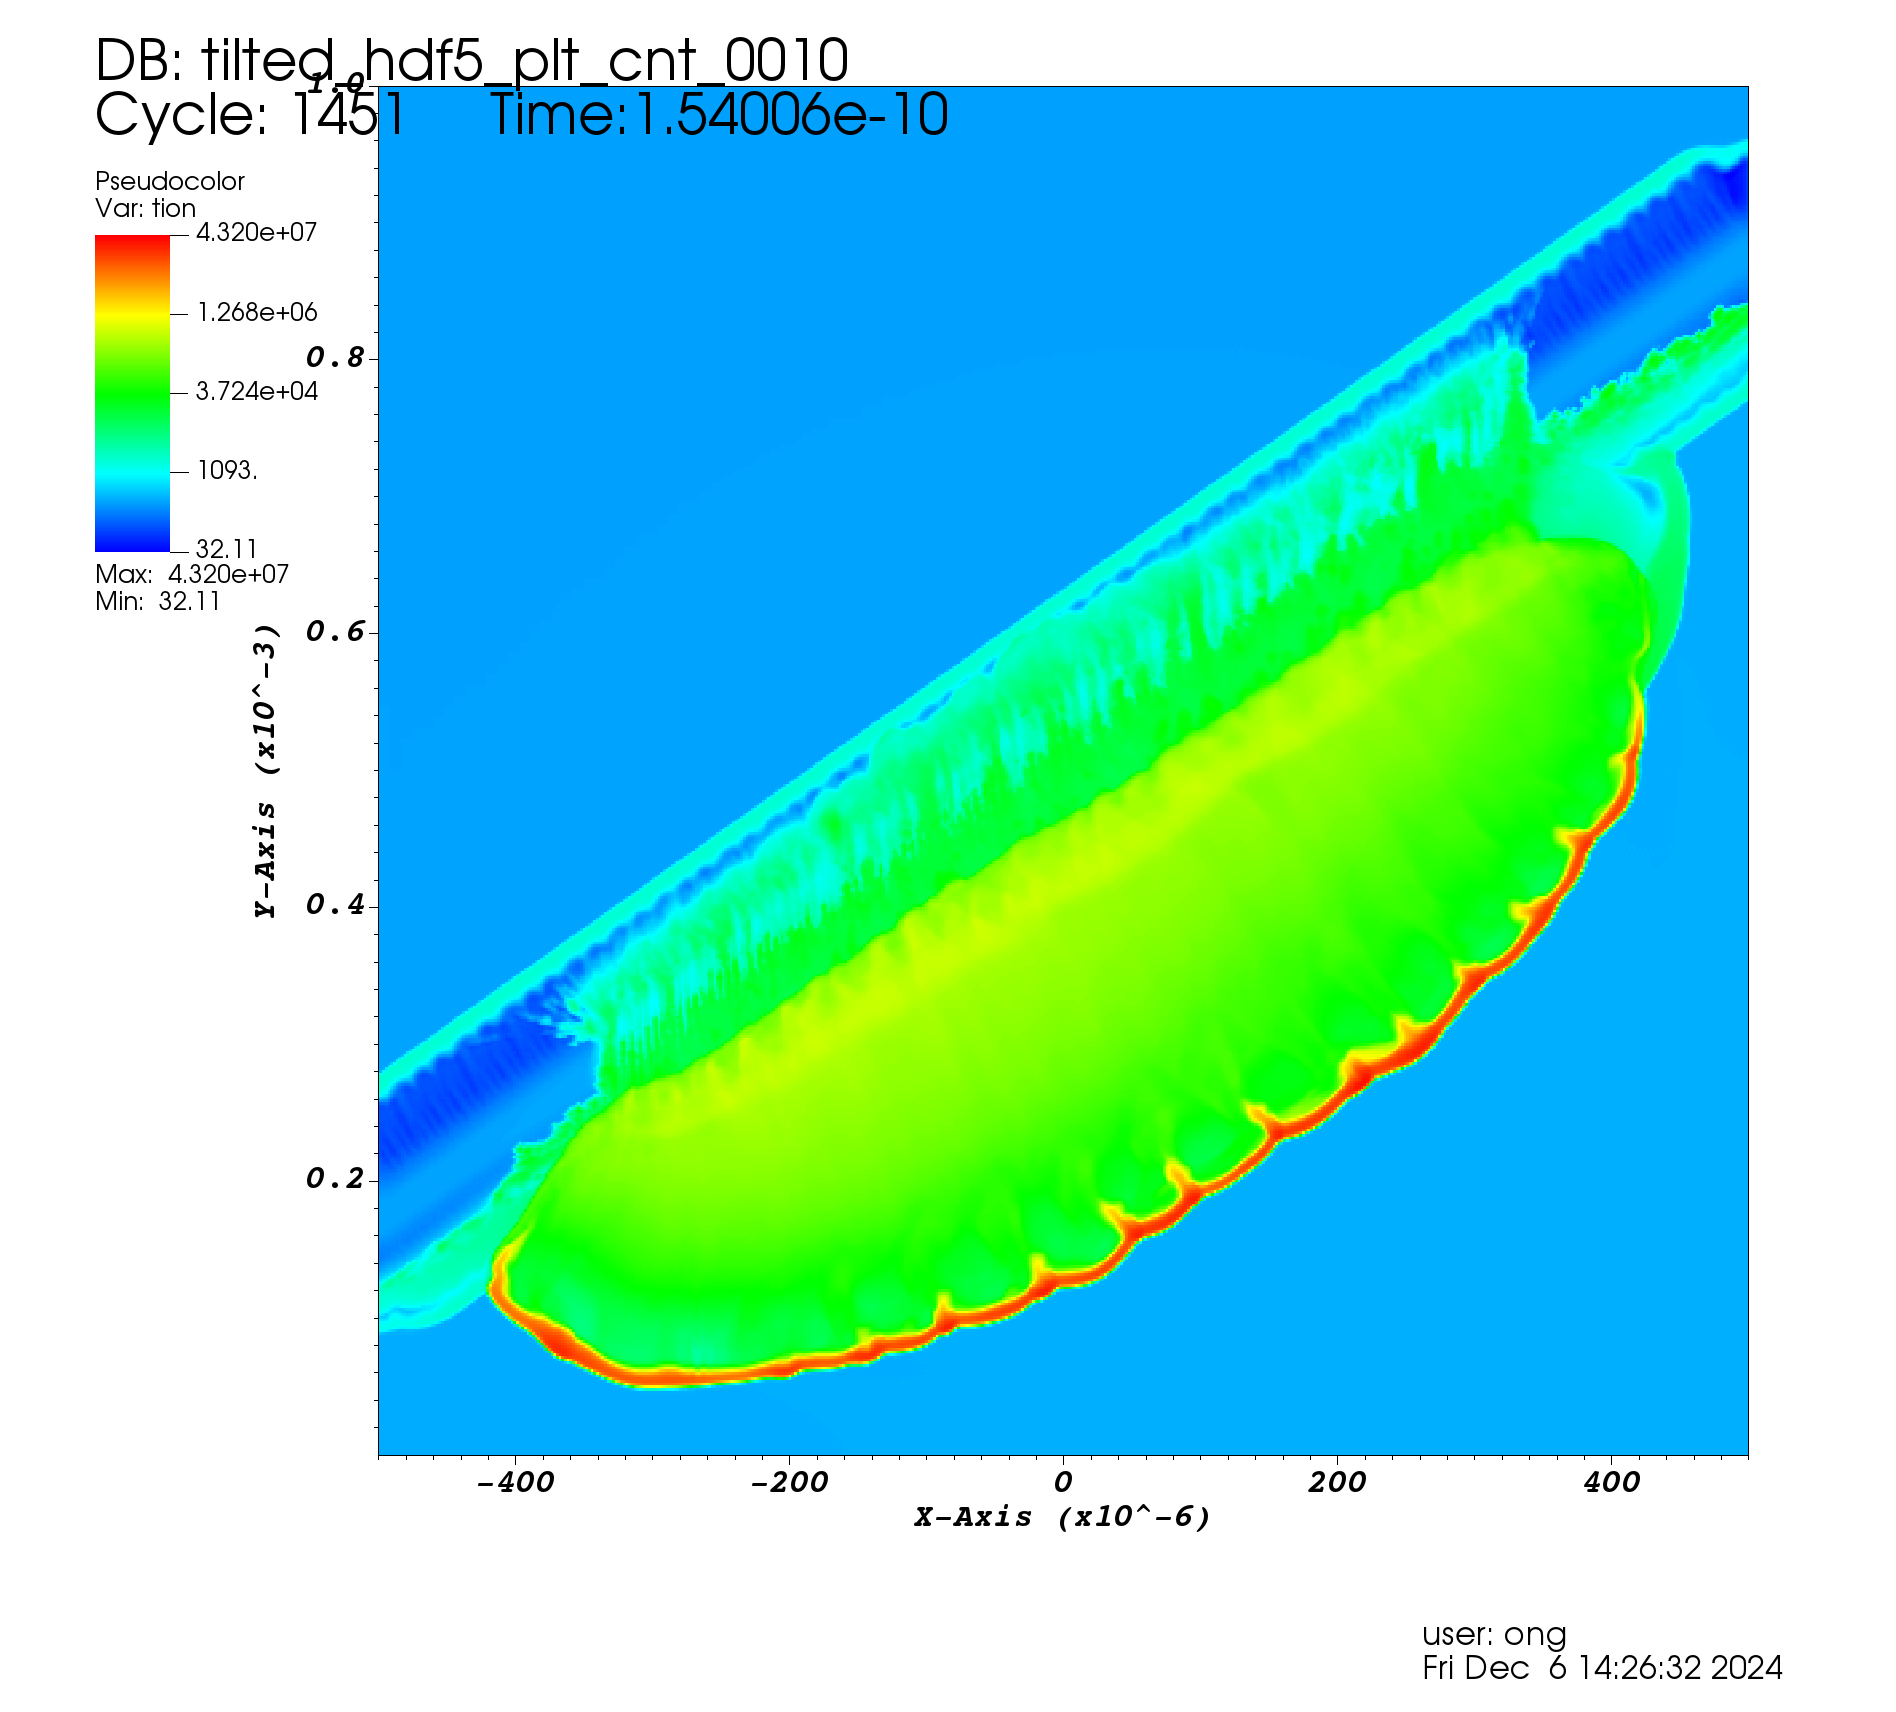 DB: tilted_hdf5_plt_cnt_0010
Cycle: 1451 Time:1.54006e-10
Pseudocolor
Var: tion
4.320e+07
1.268e+06
3.724e+04
1093.
32.11
Max: 4.320e+07
Min: 32.11
1.0
0.8
0.6
0.4
0.2
Y-Axis (x10^-3)
-400 -200 0 200 400
X-Axis (x10^-6)
user: ong
Fri Dec 6 14:26:32 2024